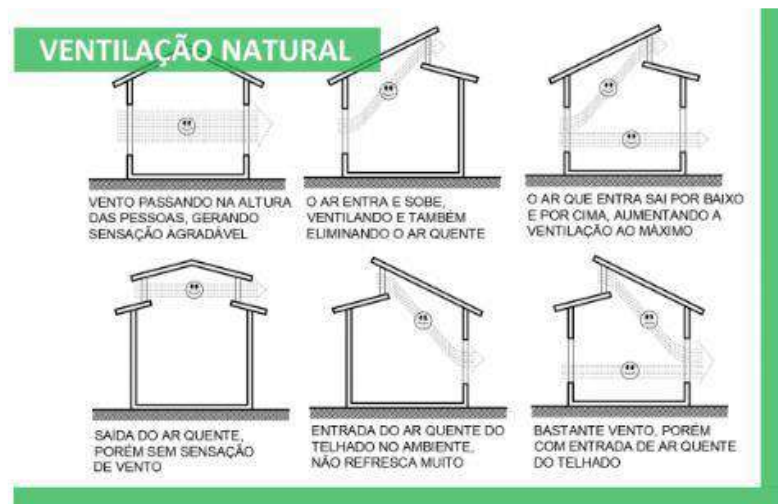 VENTILAÇÃO NATURAL
VENTO PASSANDO NA ALTURA
DAS PESSOAS, GERANDO
SENSAÇÃO AGRADÁVEL
O AR ENTRA E SOBE,
VENTILANDO E TAMBÉM
ELIMINANDO O AR QUENTE
O AR QUE ENTRA SAI POR BAIXO
E POR CIMA, AUMENTANDO A
VENTILAÇÃO AO MÁXIMO
SAÍDA DO AR QUENTE,
PORÉM SEM SENSAÇÃO
DE VENTO
ENTRADA DO AR QUENTE DO
TELHADO NO AMBIENTE,
NÃO REFRESCA MUITO
BASTANTE VENTO, PORÉM
COM ENTRADA DE AR QUENTE
DO TELHADO